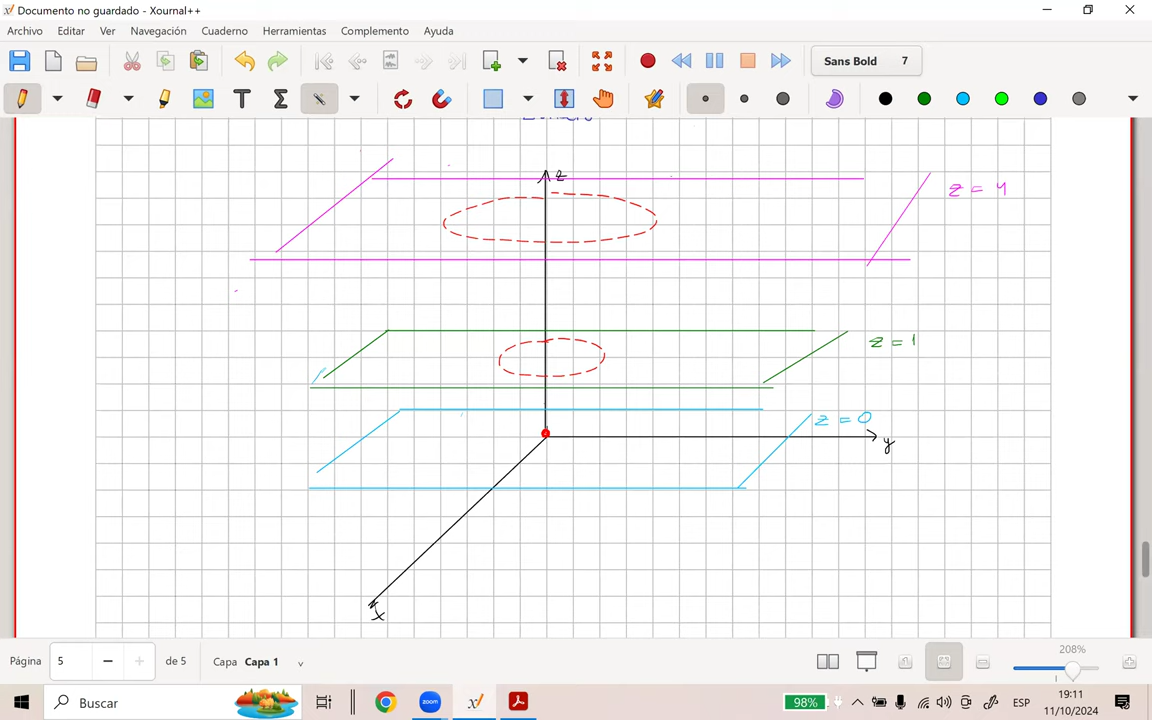 Documento no guardado - Xournal++
Archivo Editar Ver Navegación Cuaderno Herramientas Complemento Ayuda
Sans Bold 7
z
z = 4
z = 1
z = 0
y
x
Página 5 de 5 Capa Capa 1
208%
Buscar
zoom
98%
ESP
19:11
11/10/2024